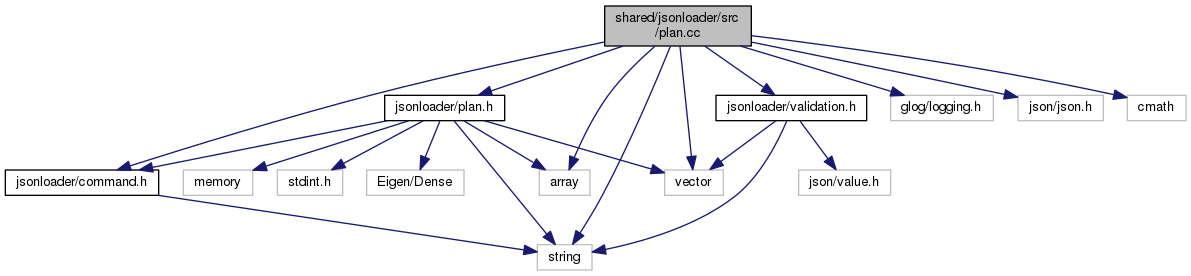 shared/jsonloader/src
/plan.cc
jsonloader/plan.h
jsonloader/validation.h
glog/logging.h
json/json.h
cmath
jsonloader/command.h
memory
stdint.h
Eigen/Dense
array
vector
json/value.h
string